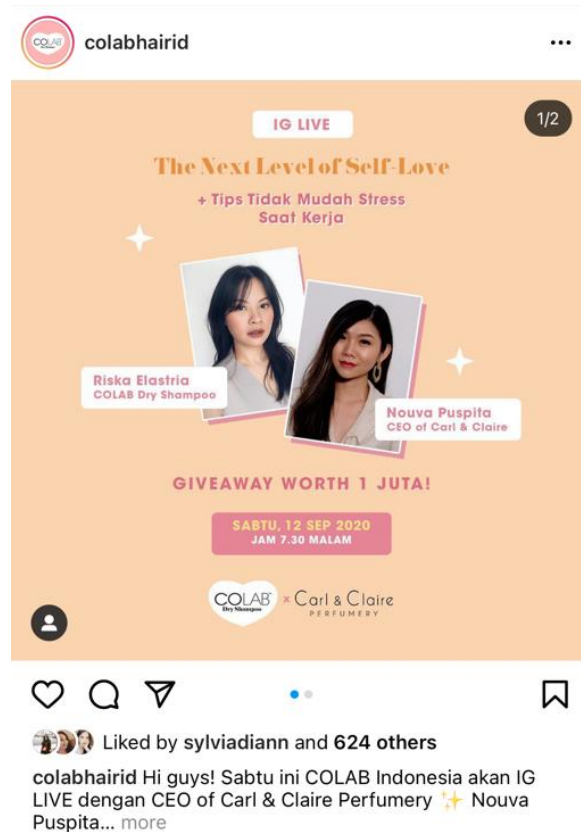 colabhairid
COLAB
Dry Shampoo
1/2
IG LIVE
The Next Level of Self-Love
+ Tips Tidak Mudah Stress
Saat Kerja
Riska Elastria
COLAB Dry Shampoo
Nouva Puspita
CEO of Carl & Claire
GIVEAWAY WORTH 1 JUTA!
SABTU, 12 SEP 2020
JAM 7.30 MALAM
COLAB
Dry Shampoo
x Carl & Claire
PERFUMERY
Liked by sylviadiann and 624 others
colabhairid Hi guys! Sabtu ini COLAB Indonesia akan IG
LIVE dengan CEO of Carl & Claire Perfumery ✨ Nouva
Puspita... more